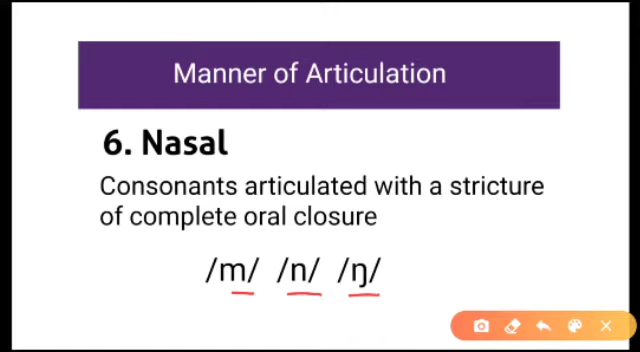 Manner of Articulation
6. Nasal
Consonants articulated with a stricture
of complete oral closure
/m/ /n/ /ŋ/